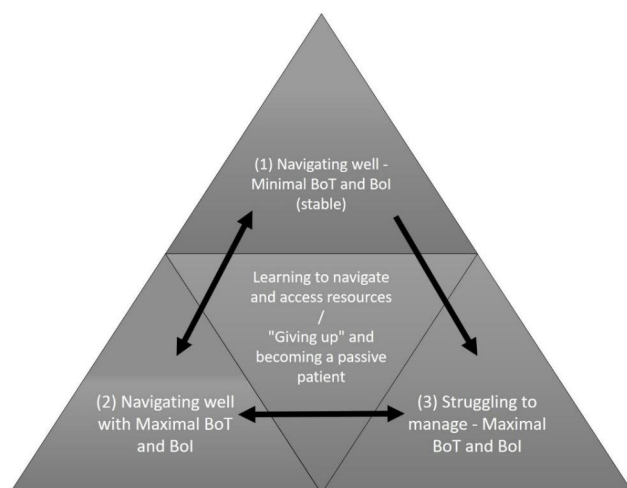 (1) Navigating well -
Minimal BoT and BoI
(stable)
Learning to navigate
and access resources
/
"Giving up" and
becoming a passive
patient
(2) Navigating well
with Maximal BoT
and BoI
(3) Struggling to
manage - Maximal
BoT and BoI